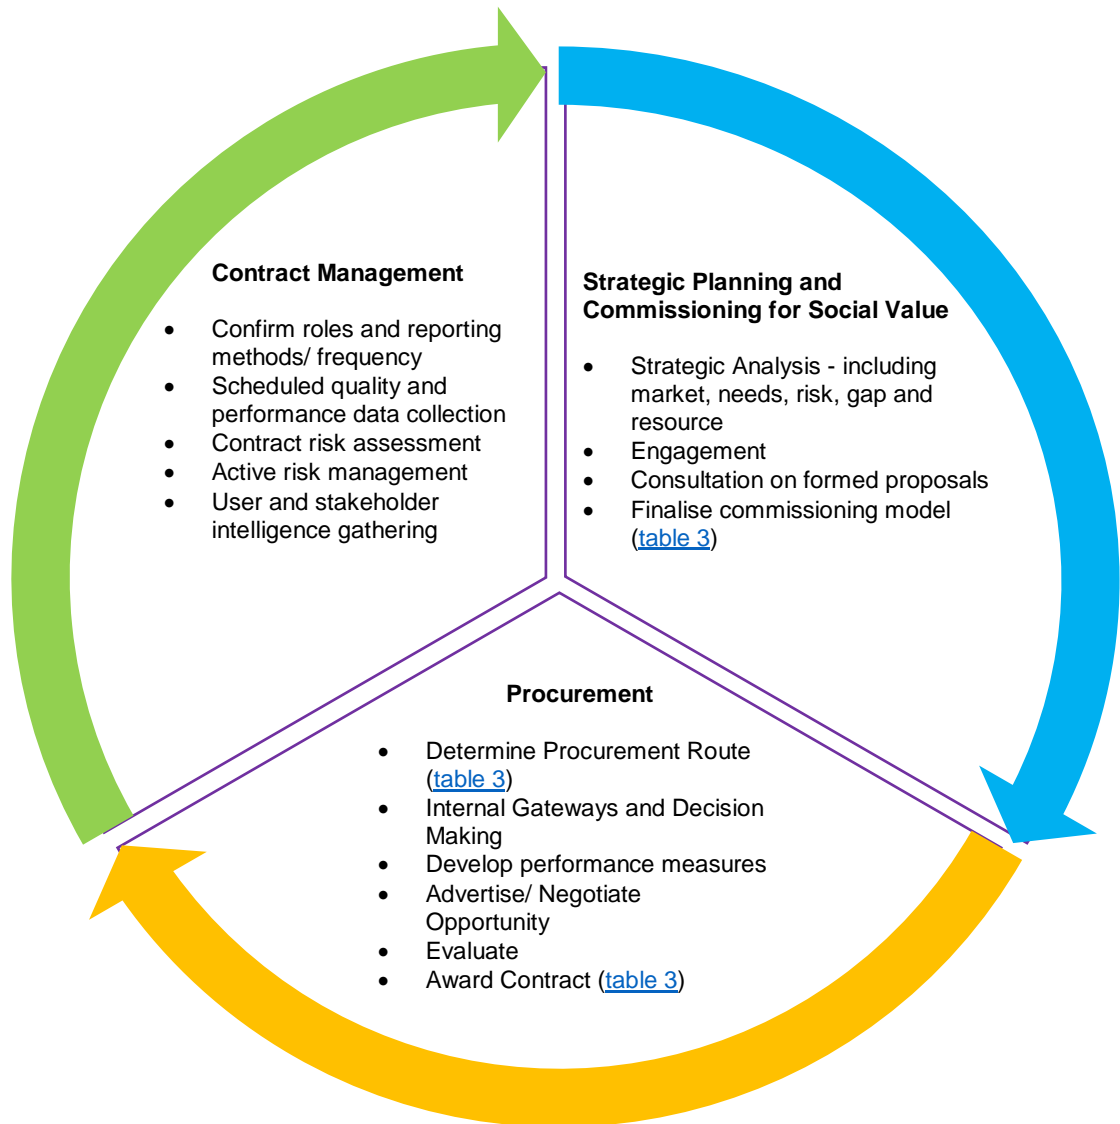 Contract Management
• Confirm roles and reporting
methods/ frequency
• Scheduled quality and
performance data collection
• Contract risk assessment
• Active risk management
• User and stakeholder
intelligence gathering
Strategic Planning and
Commissioning for Social Value
• Strategic Analysis - including
market, needs, risk, gap and
resource
• Engagement
• Consultation on formed proposals
• Finalise commissioning model
(table 3)
Procurement
• Determine Procurement Route
(table 3)
• Internal Gateways and Decision
Making
• Develop performance measures
• Advertise/ Negotiate
Opportunity
• Evaluate
• Award Contract (table 3)